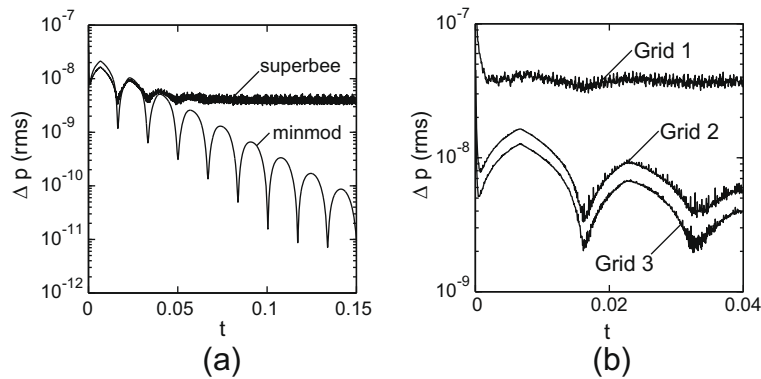 10⁻⁷
10⁻⁸
10⁻⁹
10⁻¹⁰
10⁻¹¹
10⁻¹²
Δ p (rms)
superbee
minmod
0 0.05 0.1 0.15
t
(a)
10⁻⁷
10⁻⁸
10⁻⁹
Δ p (rms)
Grid 1
Grid 2
Grid 3
0 0.02 0.04
t
(b)